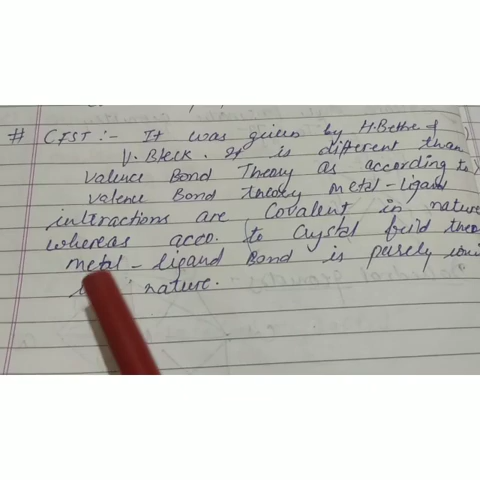 # CFST :- It was given by H.Bethe &
V. Bleck. It is different than
Valence Bond Theory as according to
valence Bond theory metal-ligand
interactions are Covalent in nature
whereas acco. to Crystal feild theo
metal - ligand Bond is purely ioni
nature.